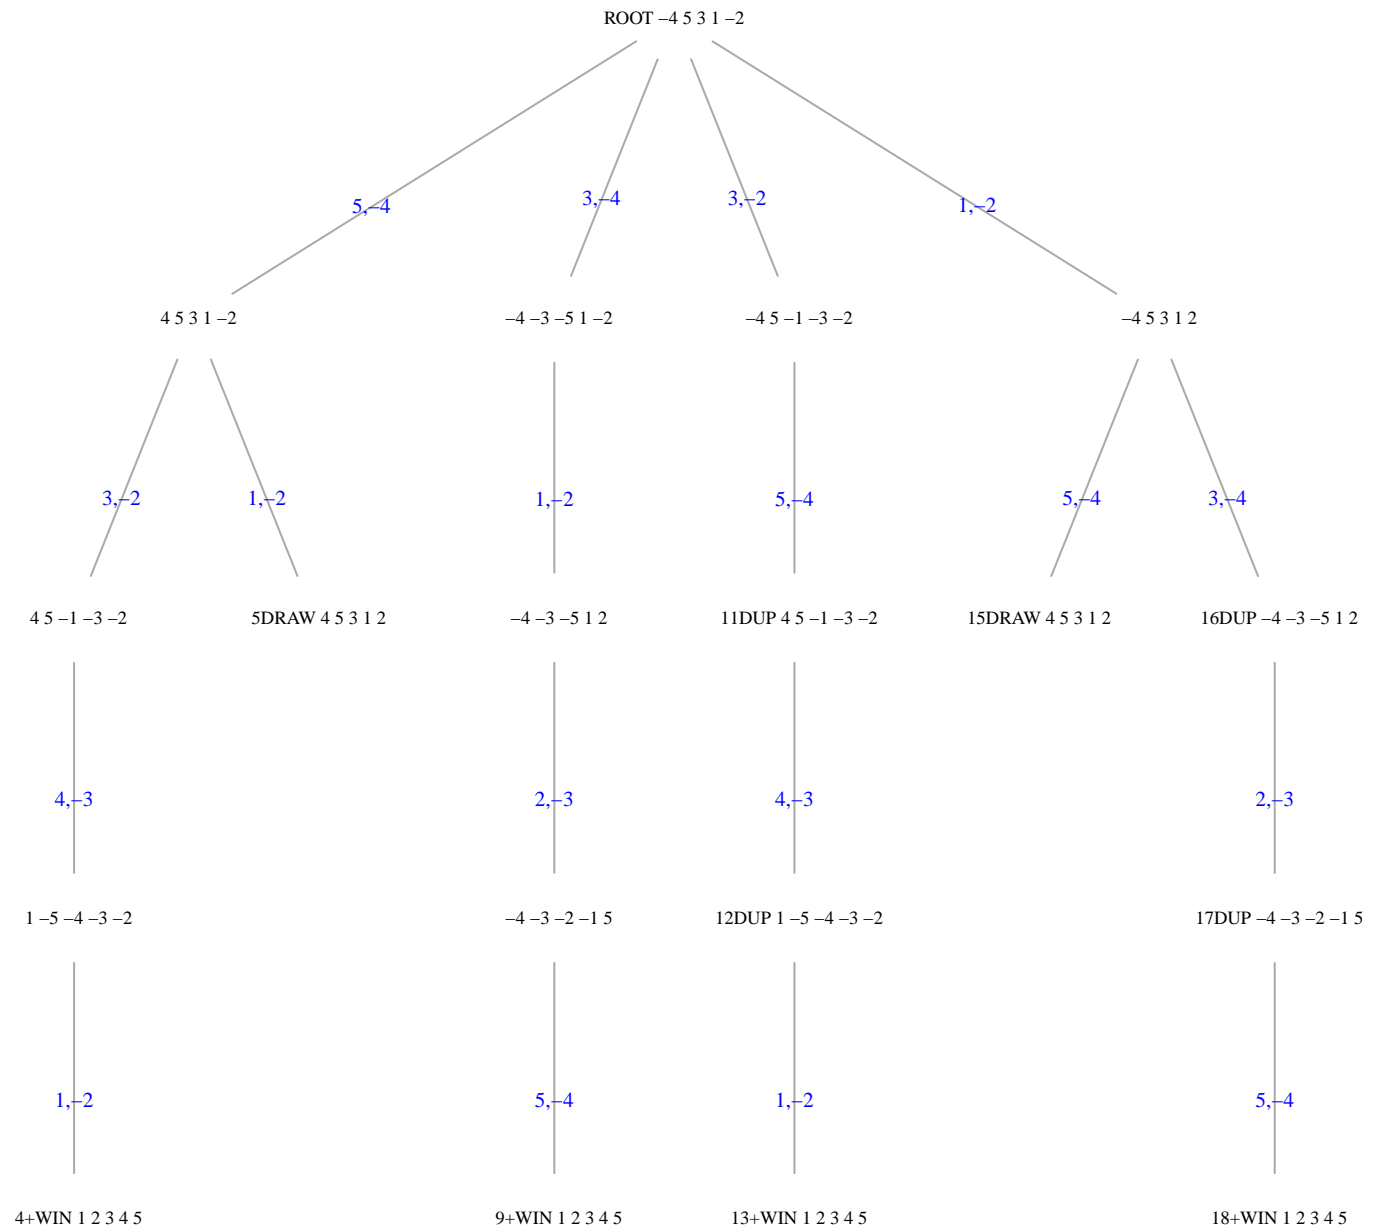 ROOT –4 5 3 1 –2
5,–4
3,–4
3,–2
1,–2
4 5 3 1 –2
–4 –3 –5 1 –2
–4 5 –1 –3 –2
–4 5 3 1 2
3,–2
1,–2
1,–2
5,–4
5,–4
3,–4
4 5 –1 –3 –2
5DRAW 4 5 3 1 2
–4 –3 –5 1 2
11DUP 4 5 –1 –3 –2
15DRAW 4 5 3 1 2
16DUP –4 –3 –5 1 2
4,–3
2,–3
4,–3
2,–3
1 –5 –4 –3 –2
–4 –3 –2 –1 5
12DUP 1 –5 –4 –3 –2
17DUP –4 –3 –2 –1 5
1,–2
5,–4
1,–2
5,–4
4+WIN 1 2 3 4 5
9+WIN 1 2 3 4 5
13+WIN 1 2 3 4 5
18+WIN 1 2 3 4 5